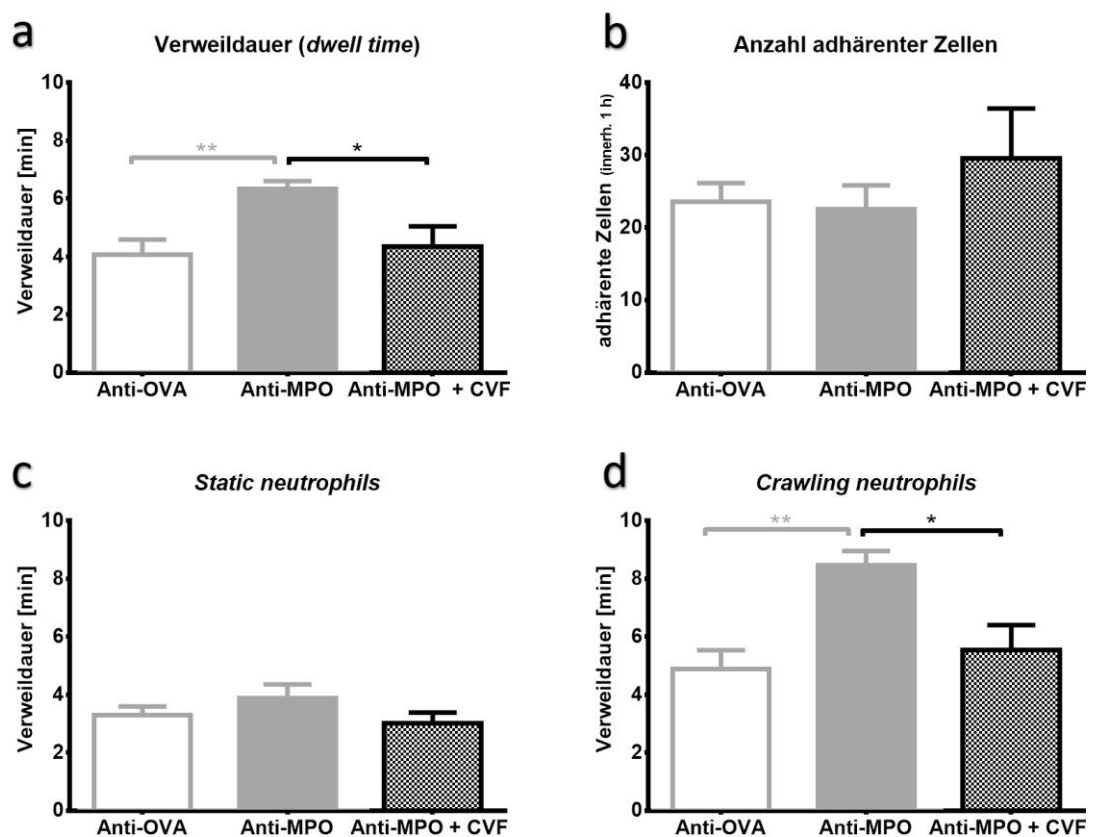 a
Verweildauer (dwell time)
Verweildauer [min]
10
8
6
4
2
0
**
*
Anti-OVA
Anti-MPO
Anti-MPO + CVF
b
Anzahl adhärenter Zellen
adhärente Zellen (innerh. 1 h)
40
30
20
10
0
Anti-OVA
Anti-MPO
Anti-MPO + CVF
c
Static neutrophils
Verweildauer [min]
10
8
6
4
2
0
Anti-OVA
Anti-MPO
Anti-MPO + CVF
d
Crawling neutrophils
Verweildauer [min]
10
8
6
4
2
0
**
*
Anti-OVA
Anti-MPO
Anti-MPO + CVF